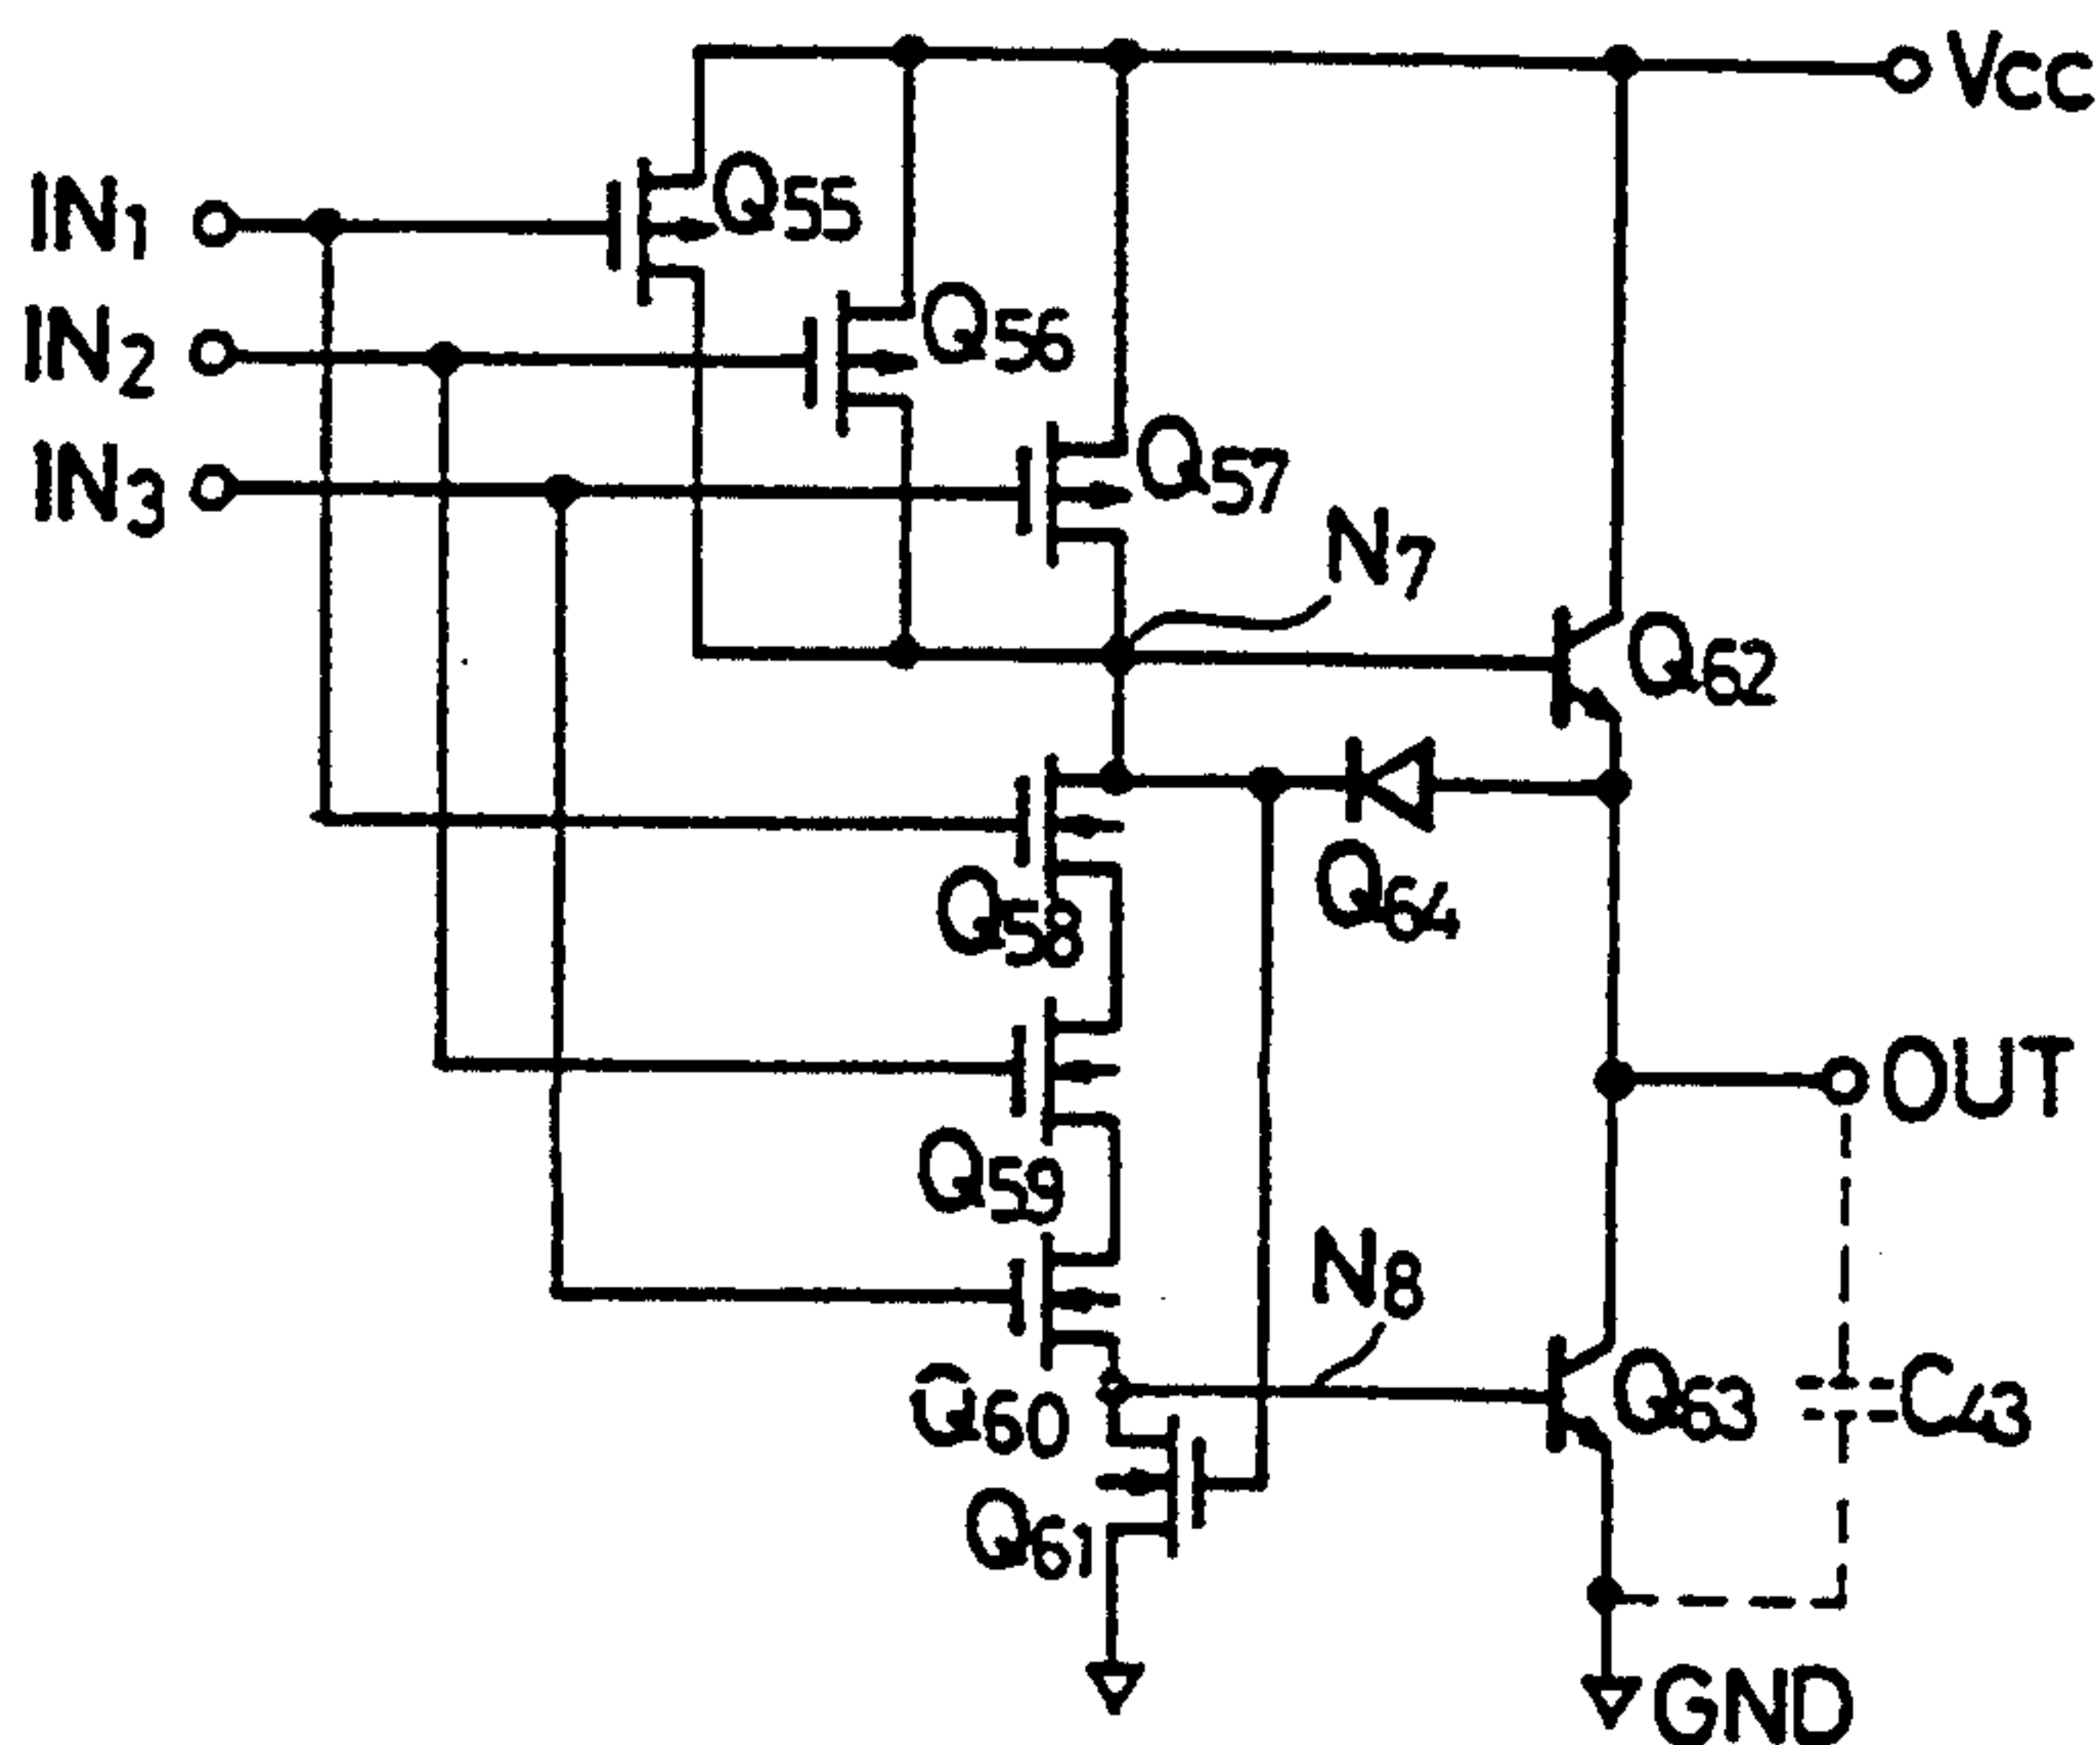 VCC
IN1
Q55
IN2
Q56
IN3
Q57
N7
Q62
Q64
Q58
OUT
Q59
N8
Q60
Q63
C43
Q61
GND